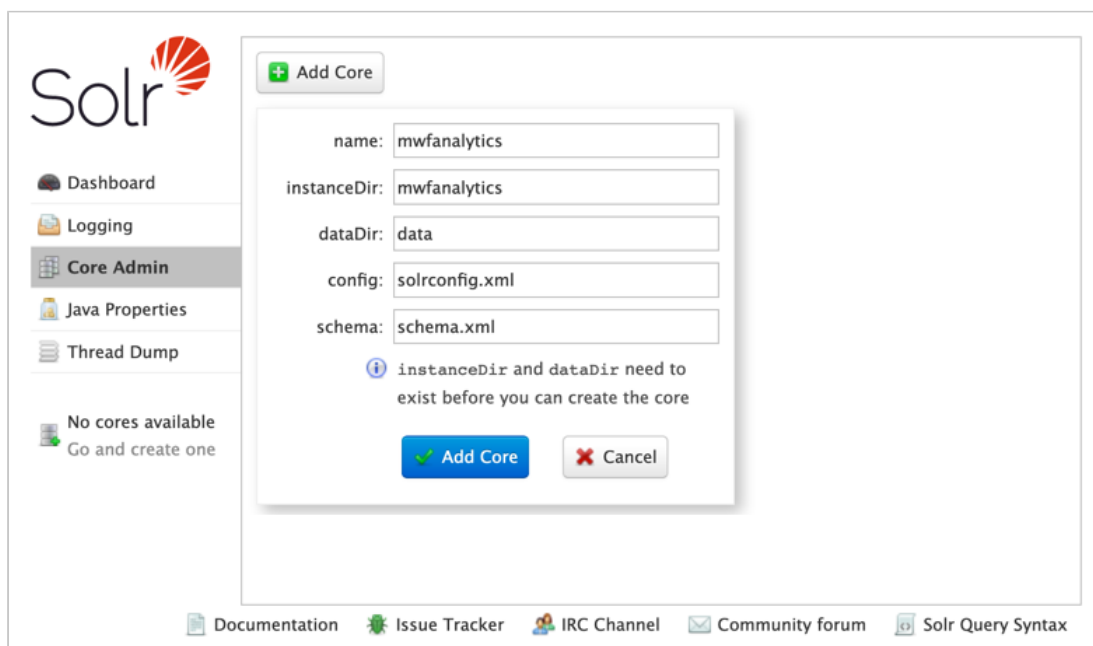 Solr
Dashboard
Logging
Core Admin
Java Properties
Thread Dump
No cores available
Go and create one
Add Core
name: mwfanalytics
instanceDir: mwfanalytics
dataDir: data
config: solrconfig.xml
schema: schema.xml
instanceDir and dataDir need to
exist before you can create the core
Add Core Cancel
Documentation Issue Tracker IRC Channel Community forum Solr Query Syntax